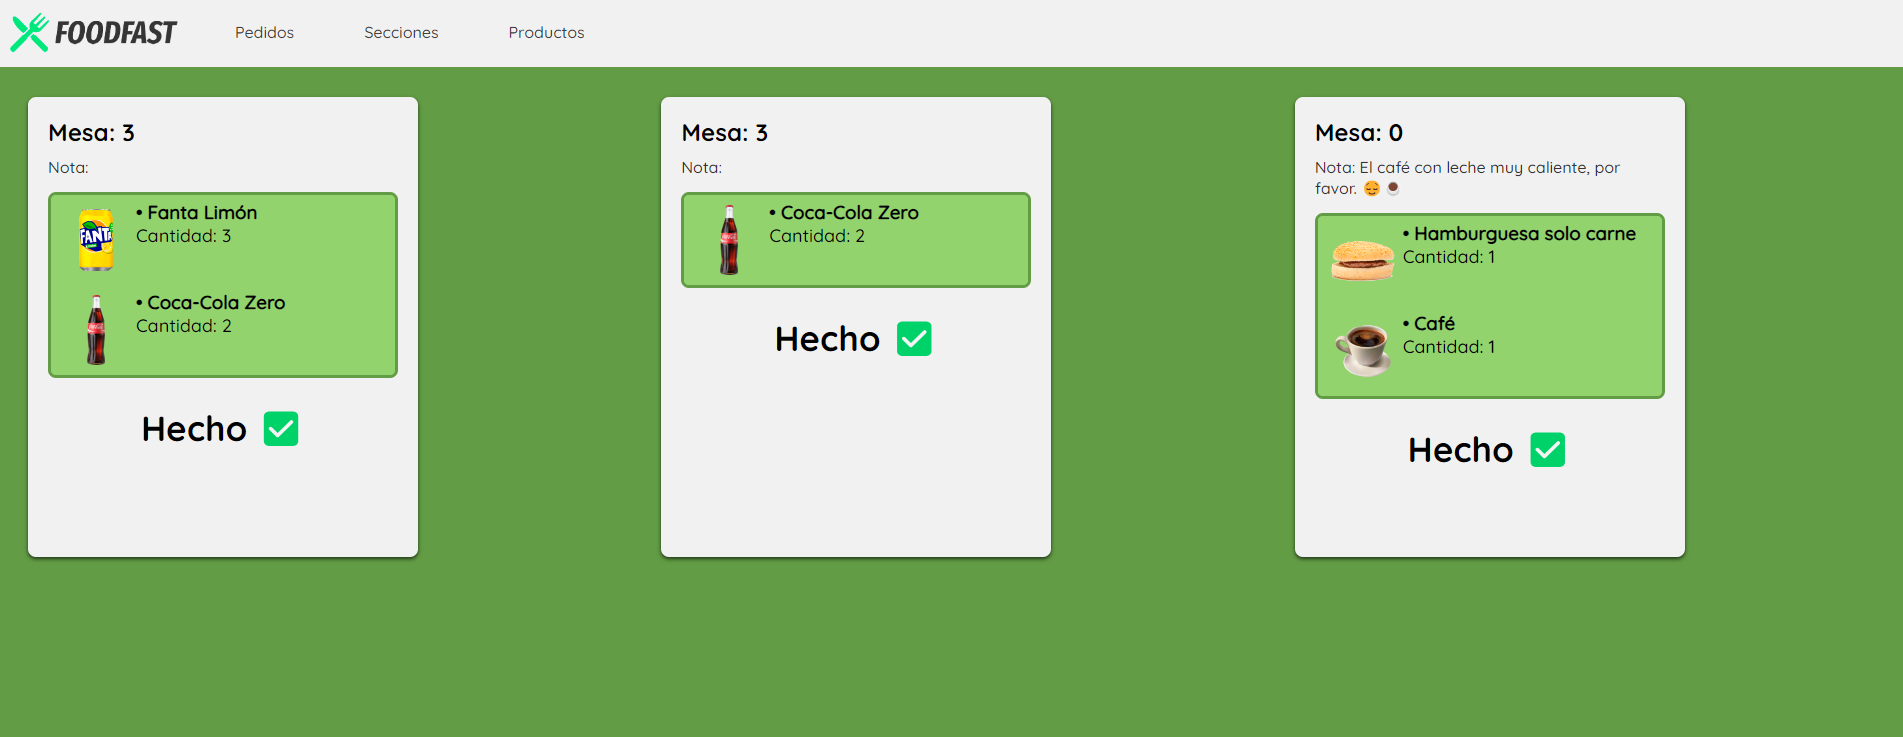 FOODFAST
Pedidos
Secciones
Productos
Mesa: 3
Nota:
FANTA
• Fanta Limón
Cantidad: 3
• Coca-Cola Zero
Cantidad: 2
Hecho
Mesa: 3
Nota:
• Coca-Cola Zero
Cantidad: 2
Hecho
Mesa: 0
Nota: El café con leche muy caliente, por
favor. 😌 ☕
• Hamburguesa solo carne
Cantidad: 1
• Café
Cantidad: 1
Hecho